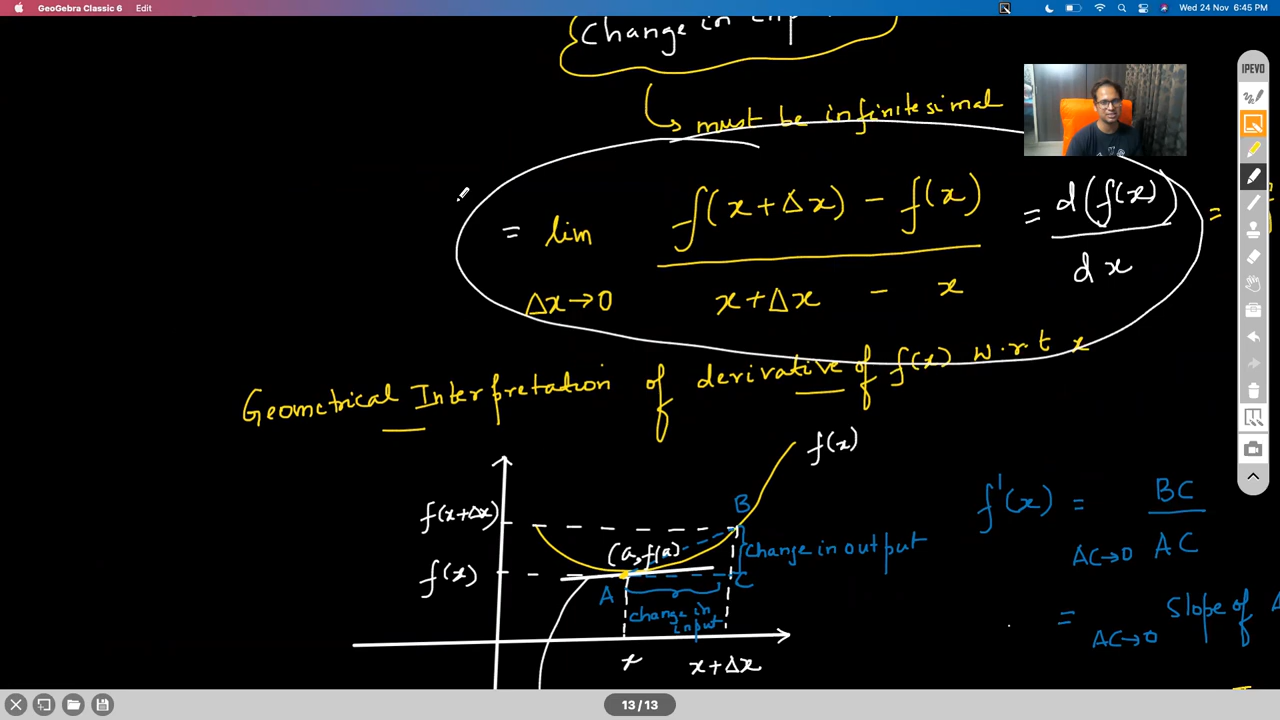 GeoGebra Classic 6 Edit
Wed 24 Nov 6:45 PM
IPEVO
Change in
must be infinitesimal
= lim Δx→0 f(x+Δx) - f(x) / x+Δx - x = d(f(x)) / dx =
Geometrical Interpretation of derivative of f(x) w.r.t x
f(x)
f(x+Δx)
B
(a, f(a))
change in output
f(x)
A
C
change in
input
x
x+Δx
f'(x) = AC→0 BC / AC
= AC→0 Slope of
13 / 13